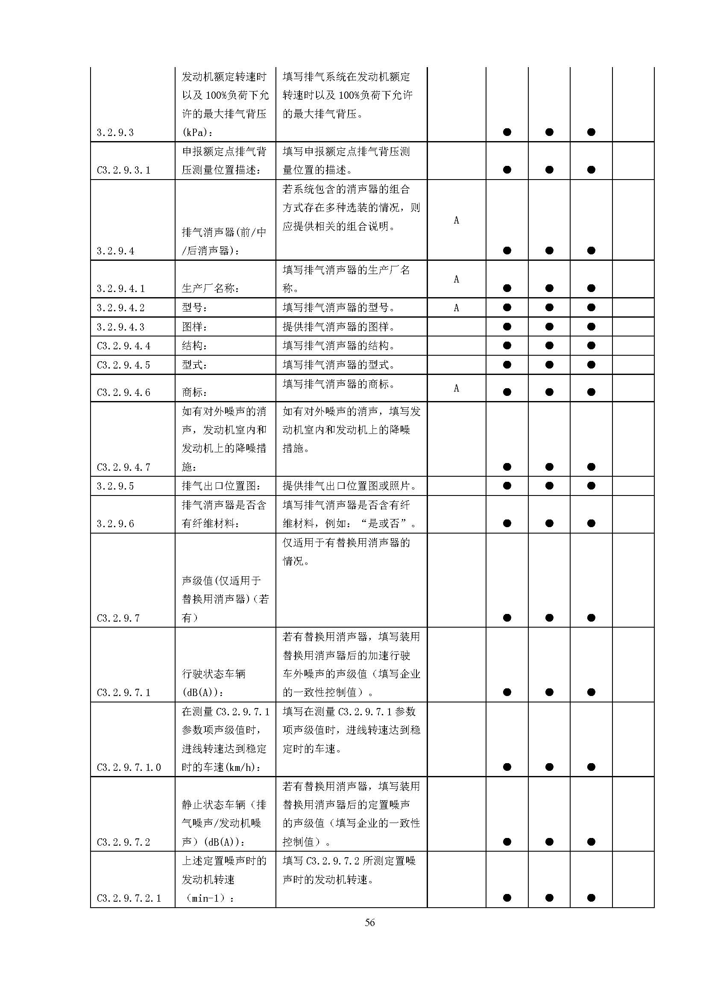 发动机额定转速时
以及 100%负荷下允
许的最大排气背压
3.2.9.3 (kPa):
填写排气系统在发动机额定
转速时以及 100%负荷下允许
的最大排气背压。
● ● ●
申报额定点排气背
C3.2.9.3.1 压测量位置描述:
填写申报额定点排气背压测
量位置的描述。
● ● ●
3.2.9.4
排气消声器(前/中
/后消声器):
若系统包含的消声器的组合
方式存在多种选装的情况, 则
应提供相关的组合说明。
A
● ● ●
3.2.9.4.1 生产厂名称:
填写排气消声器的生产厂名
称。
A ● ● ●
3.2.9.4.2 型号: 填写排气消声器的型号。 A ● ● ●
3.2.9.4.3 图样: 提供排气消声器的图样。 ● ● ●
C3.2.9.4.4 结构: 填写排气消声器的结构。 ● ● ●
C3.2.9.4.5 型式: 填写排气消声器的型式。 ● ● ●
C3.2.9.4.6 商标: 填写排气消声器的商标。 A ● ● ●
C3.2.9.4.7
如有对外噪声的消
声, 发动机室内和
发动机上的降噪措
施:
如有对外噪声的消声, 填写发
动机室内和发动机上的降噪
措施。
● ● ●
3.2.9.5 排气出口位置图: 提供排气出口位置图或照片。 ● ● ●
3.2.9.6
排气消声器是否含
有纤维材料:
填写排气消声器是否含有纤
维材料, 例如: “是或否”。
● ● ●
C3.2.9.7
声级值(仅适用于
替换用消声器)（若
有）
仅适用于有替换用消声器的
情况。
● ● ●
C3.2.9.7.1
行驶状态车辆
(dB(A)):
若有替换用消声器, 填写装用
替换用消声器后的加速行驶
车外噪声的声级值（填写企业
的一致性控制值）。
● ● ●
C3.2.9.7.1.0
在测量 C3.2.9.7.1
参数项声级值时,
进线转速达到稳定
时的车速(km/h):
填写在测量 C3.2.9.7.1 参数
项声级值时, 进线转速达到稳
定时的车速。
● ● ●
C3.2.9.7.2
静止状态车辆（排
气噪声/发动机噪
声）(dB(A)):
若有替换用消声器, 填写装用
替换用消声器后的定置噪声
的声级值（填写企业的一致性
控制值）。
● ● ●
C3.2.9.7.2.1
上述定置噪声时的
发动机转速
（min-1）:
填写 C3.2.9.7.2 所测定置噪
声时的发动机转速。
● ● ●
56